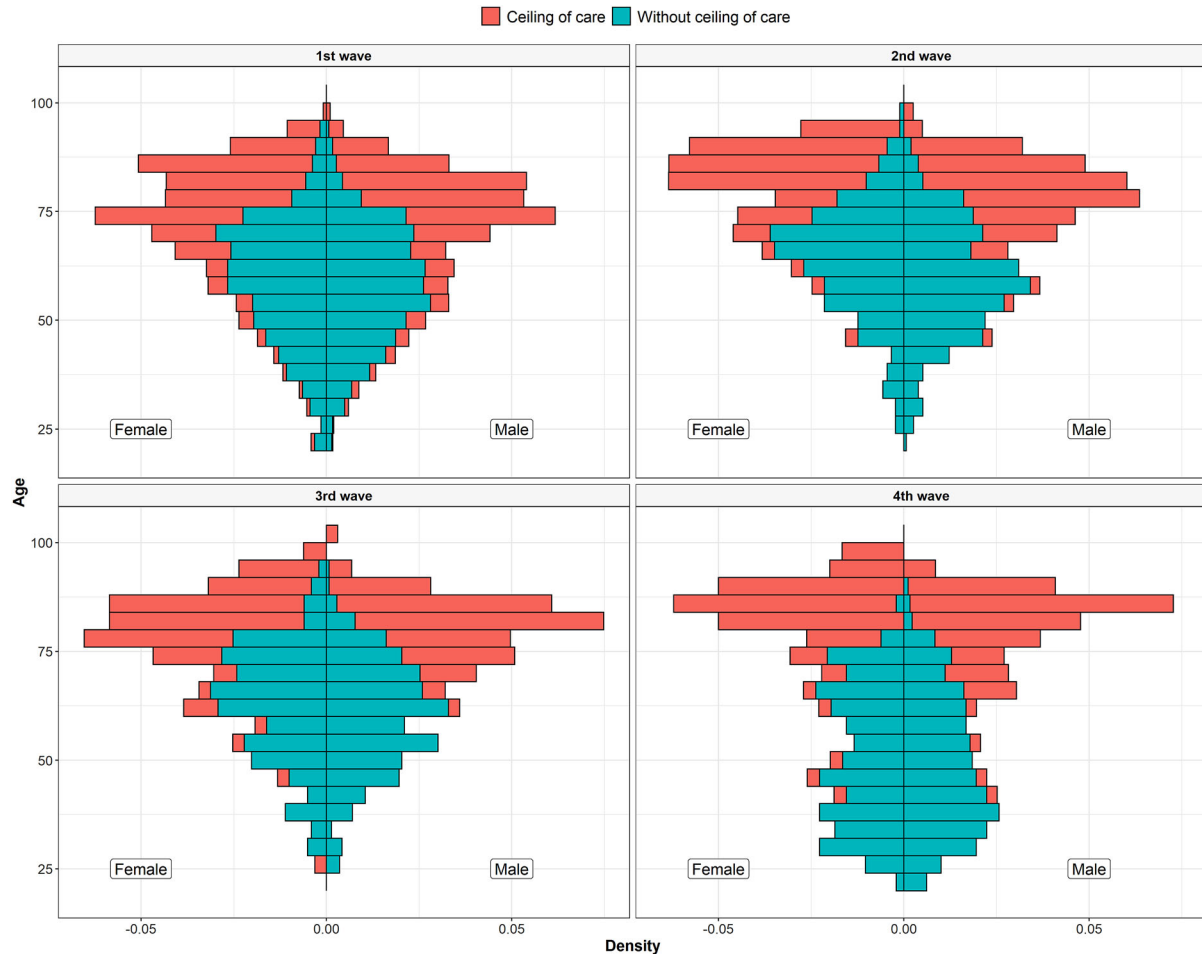 Ceiling of care Without ceiling of care
1st wave 2nd wave
100
75
50
25
Female Male Female Male
Age
3rd wave 4th wave
100
75
50
25
Female Male Female Male
-0.05 0.00 0.05 -0.05 0.00 0.05
Density